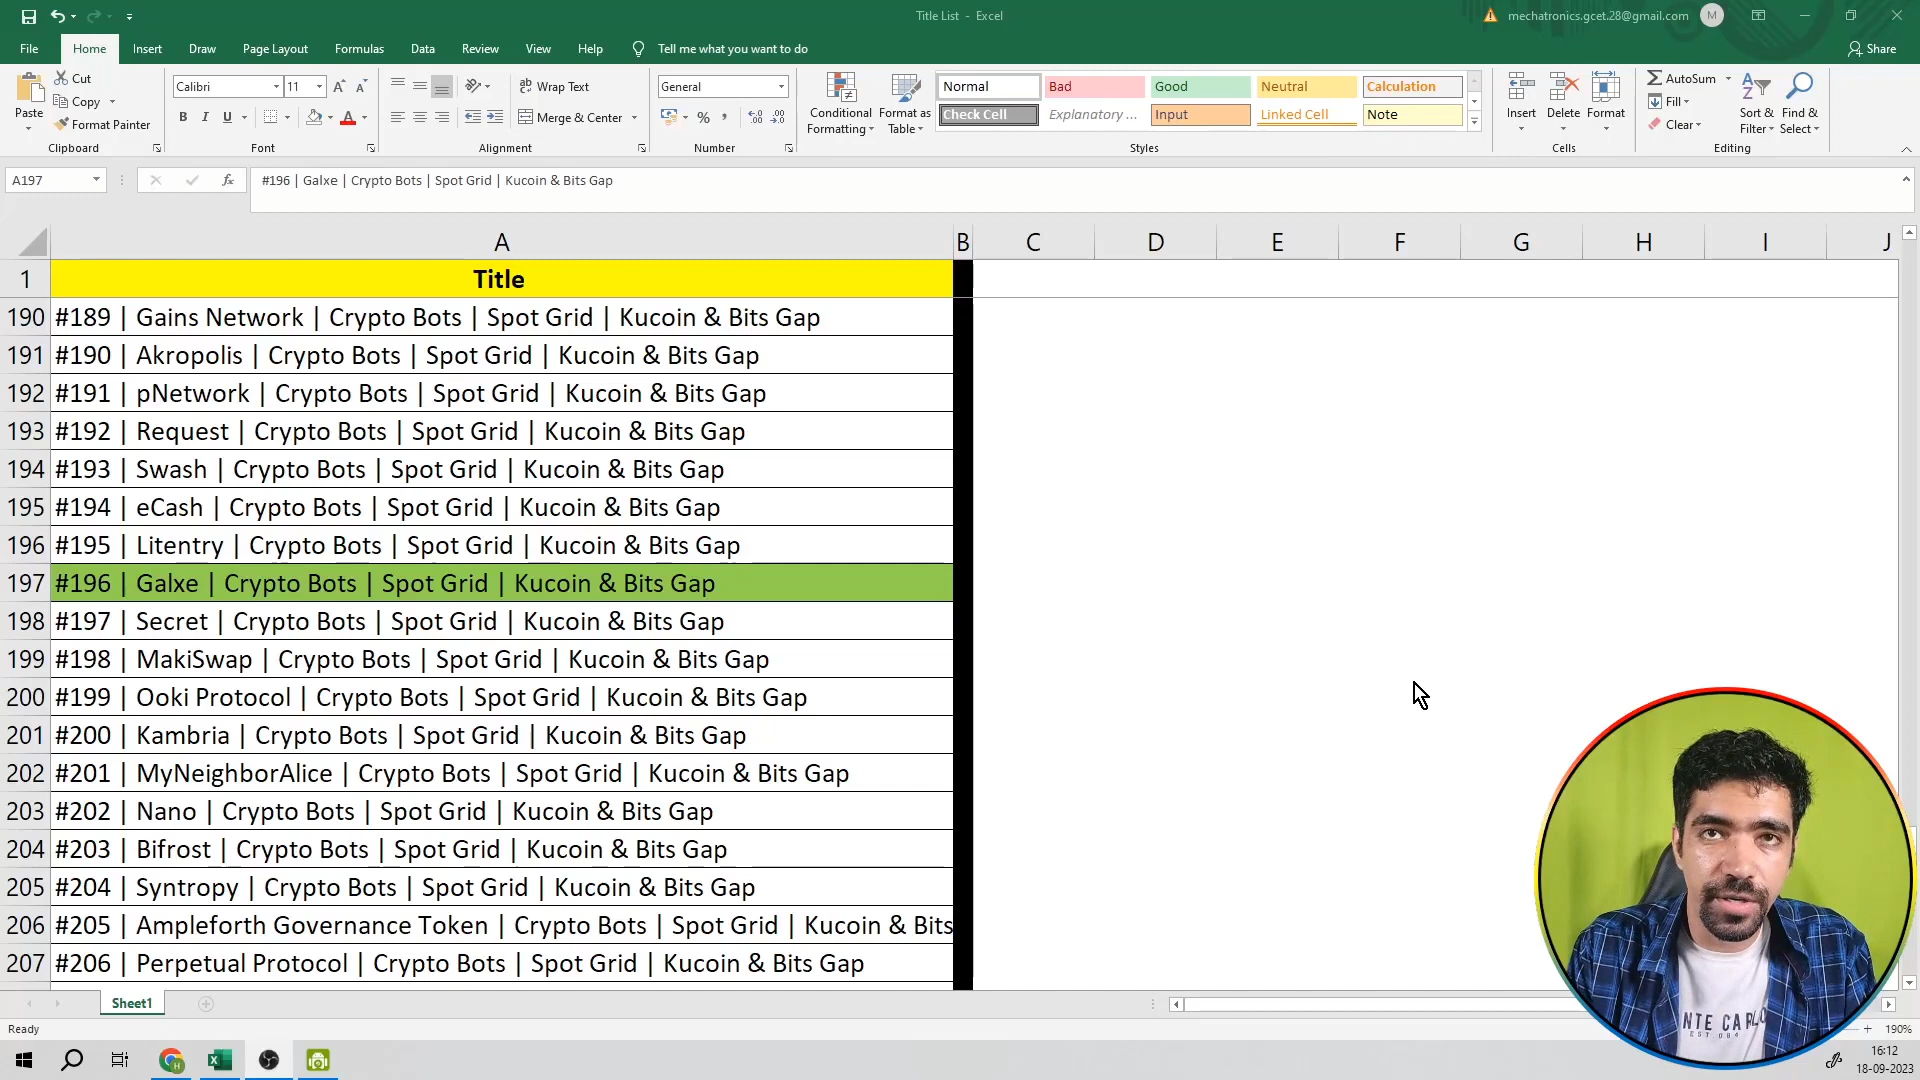 Title List - Excel
mechatronics.gcet.28@gmail.com
M
File Home Insert Draw Page Layout Formulas Data Review View Help Tell me what you want to do
Share
Paste
Cut
Copy
Format Painter
Clipboard
Calibri 11
B I U
Font
Wrap Text
Merge & Center
Alignment
General
%
Number
Conditional Formatting
Format as Table
Normal Bad Good Neutral Calculation
Check Cell Explanatory ... Input Linked Cell Note
Styles
Insert Delete Format
Cells
AutoSum
Fill
Clear
Sort & Filter
Find & Select
Editing
A197
fx
#196 | Galxe | Crypto Bots | Spot Grid | Kucoin & Bits Gap
A B C D E F G H I J
1 Title
190 #189 | Gains Network | Crypto Bots | Spot Grid | Kucoin & Bits Gap
191 #190 | Akropolis | Crypto Bots | Spot Grid | Kucoin & Bits Gap
192 #191 | pNetwork | Crypto Bots | Spot Grid | Kucoin & Bits Gap
193 #192 | Request | Crypto Bots | Spot Grid | Kucoin & Bits Gap
194 #193 | Swash | Crypto Bots | Spot Grid | Kucoin & Bits Gap
195 #194 | eCash | Crypto Bots | Spot Grid | Kucoin & Bits Gap
196 #195 | Litentry | Crypto Bots | Spot Grid | Kucoin & Bits Gap
197 #196 | Galxe | Crypto Bots | Spot Grid | Kucoin & Bits Gap
198 #197 | Secret | Crypto Bots | Spot Grid | Kucoin & Bits Gap
199 #198 | MakiSwap | Crypto Bots | Spot Grid | Kucoin & Bits Gap
200 #199 | Ooki Protocol | Crypto Bots | Spot Grid | Kucoin & Bits Gap
201 #200 | Kambria | Crypto Bots | Spot Grid | Kucoin & Bits Gap
202 #201 | MyNeighborAlice | Crypto Bots | Spot Grid | Kucoin & Bits Gap
203 #202 | Nano | Crypto Bots | Spot Grid | Kucoin & Bits Gap
204 #203 | Bifrost | Crypto Bots | Spot Grid | Kucoin & Bits Gap
205 #204 | Syntropy | Crypto Bots | Spot Grid | Kucoin & Bits Gap
206 #205 | Ampleforth Governance Token | Crypto Bots | Spot Grid | Kucoin & Bits
207 #206 | Perpetual Protocol | Crypto Bots | Spot Grid | Kucoin & Bits Gap
Sheet1
Ready
190%
16:12
18-09-2023